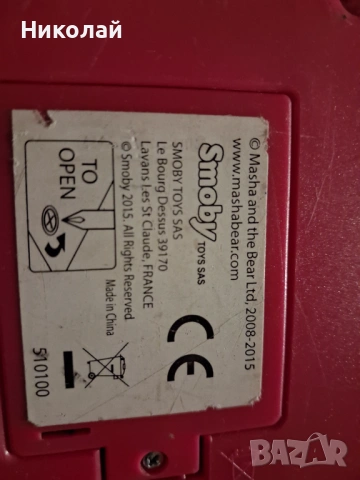 Николай
© Masha and the Bear Ltd, 2008-2015
www.mashabear.com
Smoby
TOYS SAS
SMOBY TOYS SAS
Le Bourg Dessus 39170
Lavans Les St Claude, FRANCE
© Smoby 2015. All Rights Reserved
Made in China
TO
OPEN
CE
510100
BAZAR
bg